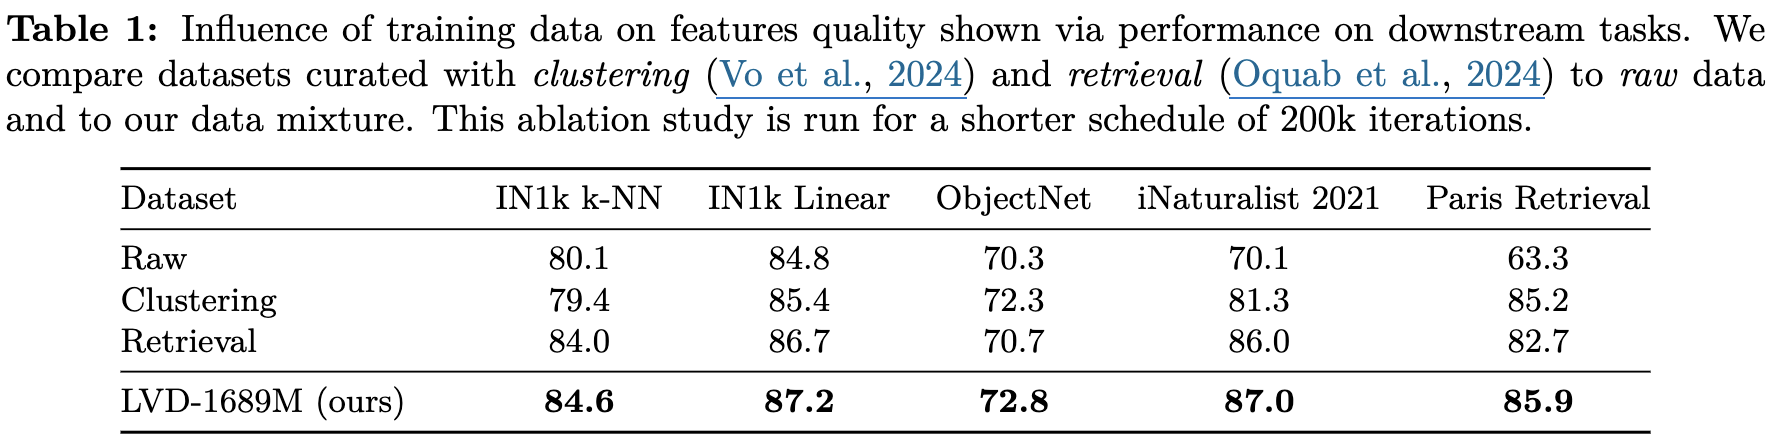 Table 1: Influence of training data on features quality shown via performance on downstream tasks. We
compare datasets curated with clustering (Vo et al., 2024) and retrieval (Oquab et al., 2024) to raw data
and to our data mixture. This ablation study is run for a shorter schedule of 200k iterations.
Dataset IN1k k-NN IN1k Linear ObjectNet iNaturalist 2021 Paris Retrieval
Raw 80.1 84.8 70.3 70.1 63.3
Clustering 79.4 85.4 72.3 81.3 85.2
Retrieval 84.0 86.7 70.7 86.0 82.7
LVD-1689M (ours) 84.6 87.2 72.8 87.0 85.9